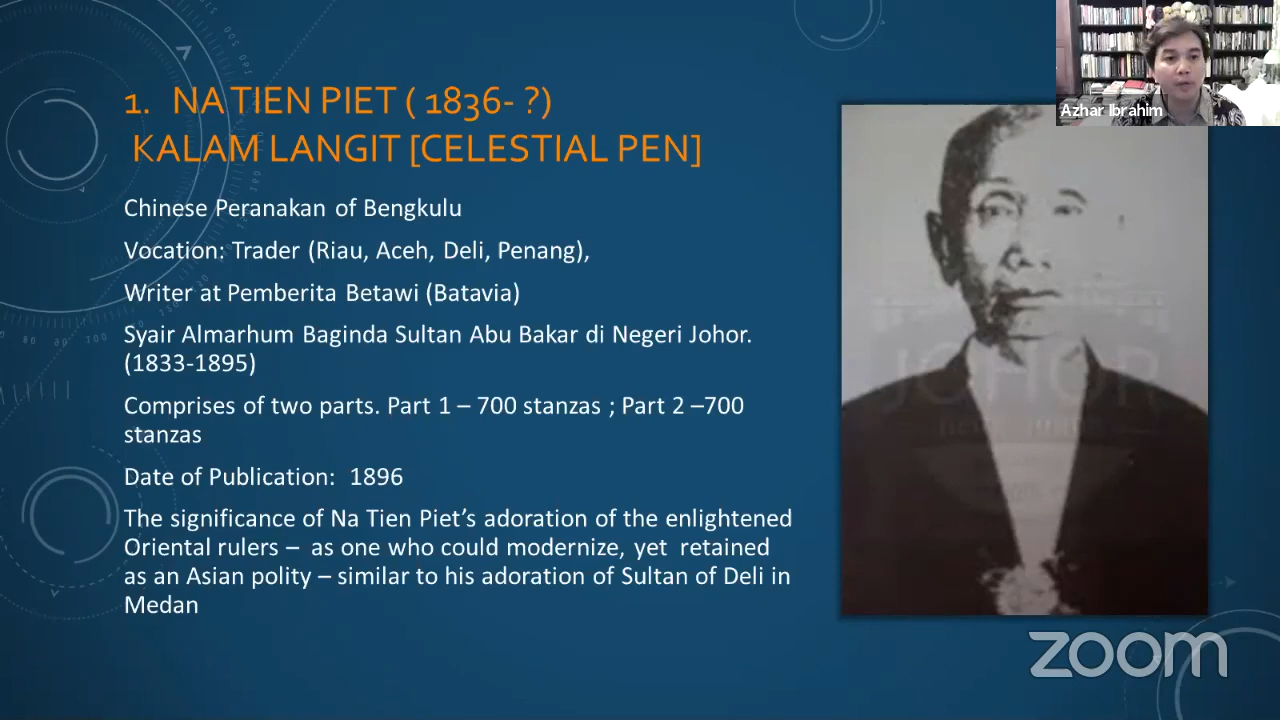 Azhar Ibrahim
1. NA TIEN PIET ( 1836- ?)
KALAM LANGIT [CELESTIAL PEN]
Chinese Peranakan of Bengkulu
Vocation: Trader (Riau, Aceh, Deli, Penang),
Writer at Pemberita Betawi (Batavia)
Syair Almarhum Baginda Sultan Abu Bakar di Negeri Johor.
(1833-1895)
Comprises of two parts. Part 1 – 700 stanzas ; Part 2 –700
stanzas
Date of Publication: 1896
The significance of Na Tien Piet’s adoration of the enlightened
Oriental rulers – as one who could modernize, yet retained
as an Asian polity – similar to his adoration of Sultan of Deli in
Medan
JOHOR
zoom